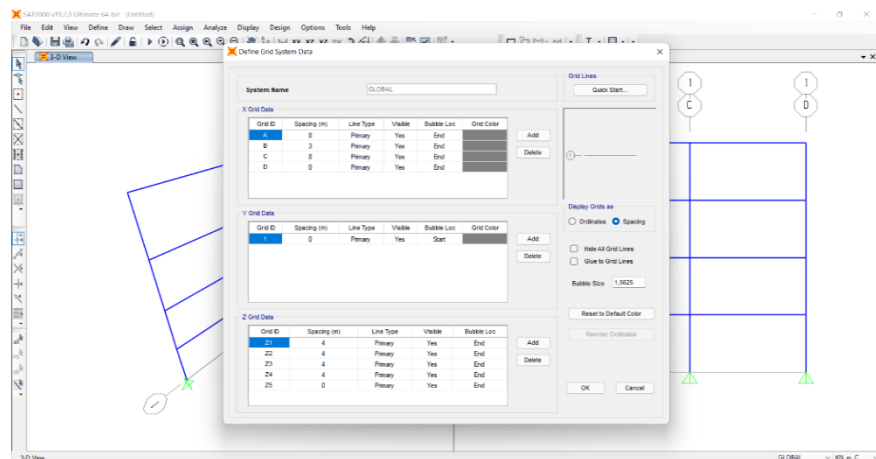 SAP2000 v19.2.0 Ultimate 64-bit - (Untitled)
File Edit View Define Draw Select Assign Analyze Display Design Options Tools Help
3-D View
Define Grid System Data
System Name GLOBAL
Grid Lines
Quick Start...
X Grid Data
Grid ID Spacing (m) Line Type Visible Bubble Loc Grid Color
A 8 Primary Yes End
B 3 Primary Yes End
C 8 Primary Yes End
D 0 Primary Yes End
Add
Delete
Y Grid Data
Grid ID Spacing (m) Line Type Visible Bubble Loc Grid Color
1 0 Primary Yes Start
Add
Delete
Display Grids as
Ordinates Spacing
Hide All Grid Lines
Glue to Grid Lines
Bubble Size 1,5625
Z Grid Data
Grid ID Spacing (m) Line Type Visible Bubble Loc
Z1 4 Primary Yes End
Z2 4 Primary Yes End
Z3 4 Primary Yes End
Z4 4 Primary Yes End
Z5 0 Primary Yes End
Add
Delete
Reset to Default Color
Reorder Ordinates
OK Cancel
1 1
C D
1
3-D View GLOBAL KN, m, C